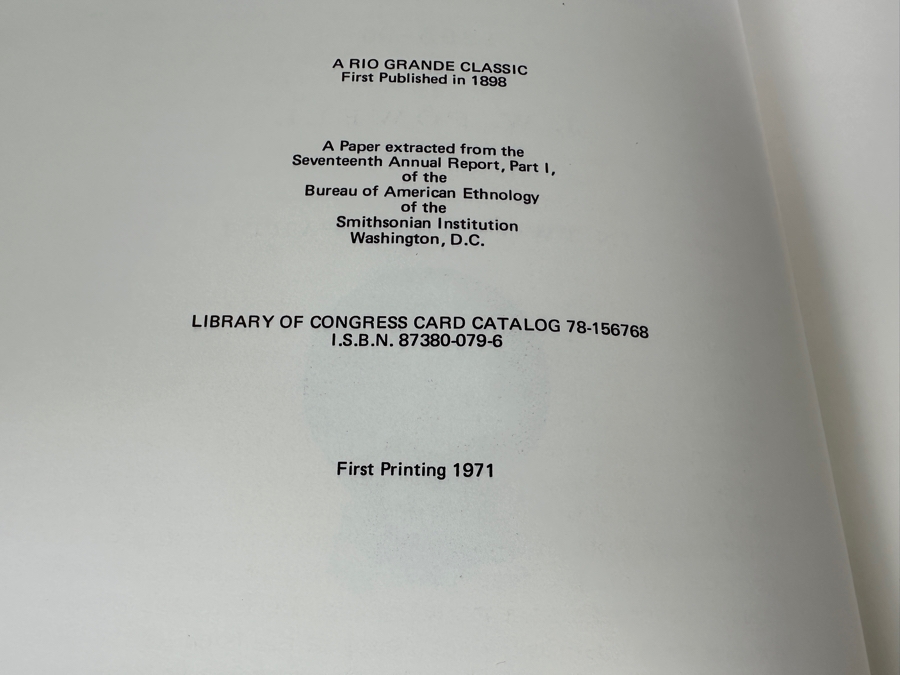 A RIO GRANDE CLASSIC
First Published in 1898
A Paper extracted from the
Seventeenth Annual Report, Part I,
of the
Bureau of American Ethnology
of the
Smithsonian Institution
Washington, D.C.
LIBRARY OF CONGRESS CARD CATALOG 78-156768
I.S.B.N. 87380-079-6
First Printing 1971